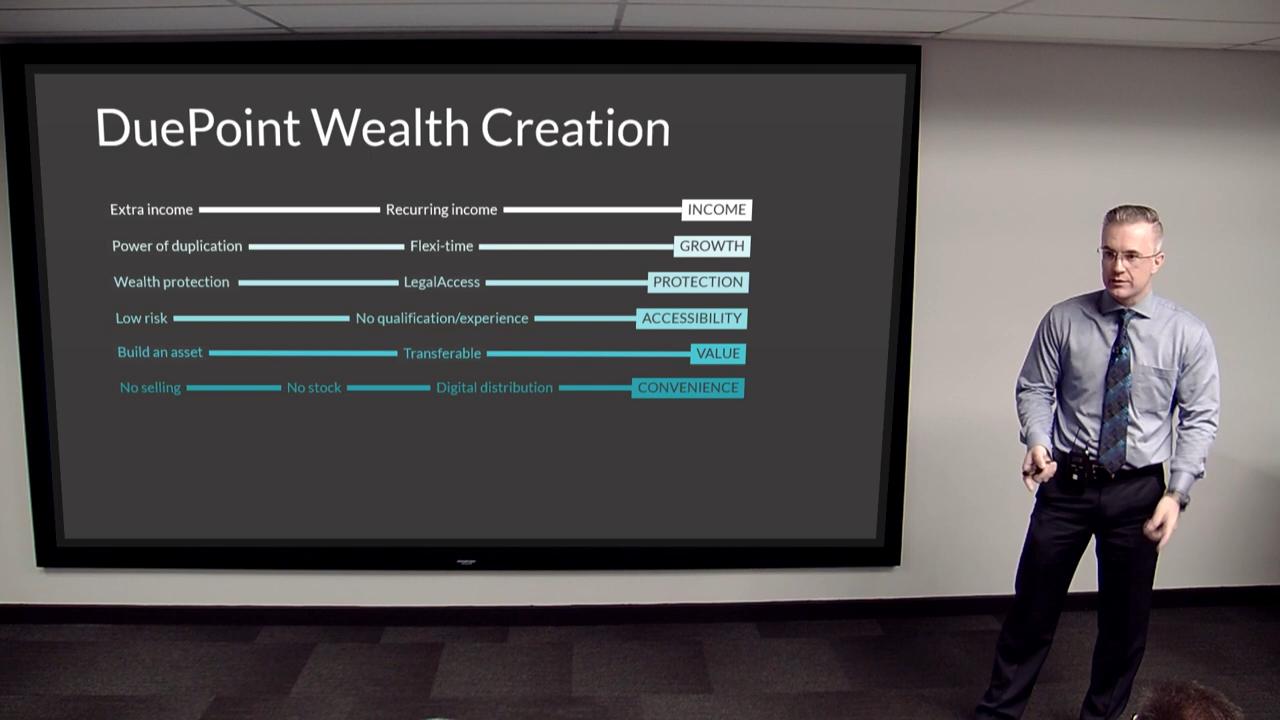 DuePoint Wealth Creation
Extra income Recurring income INCOME
Power of duplication Flexi-time GROWTH
Wealth protection LegalAccess PROTECTION
Low risk No qualification/experience ACCESSIBILITY
Build an asset Transferable VALUE
No selling No stock Digital distribution CONVENIENCE